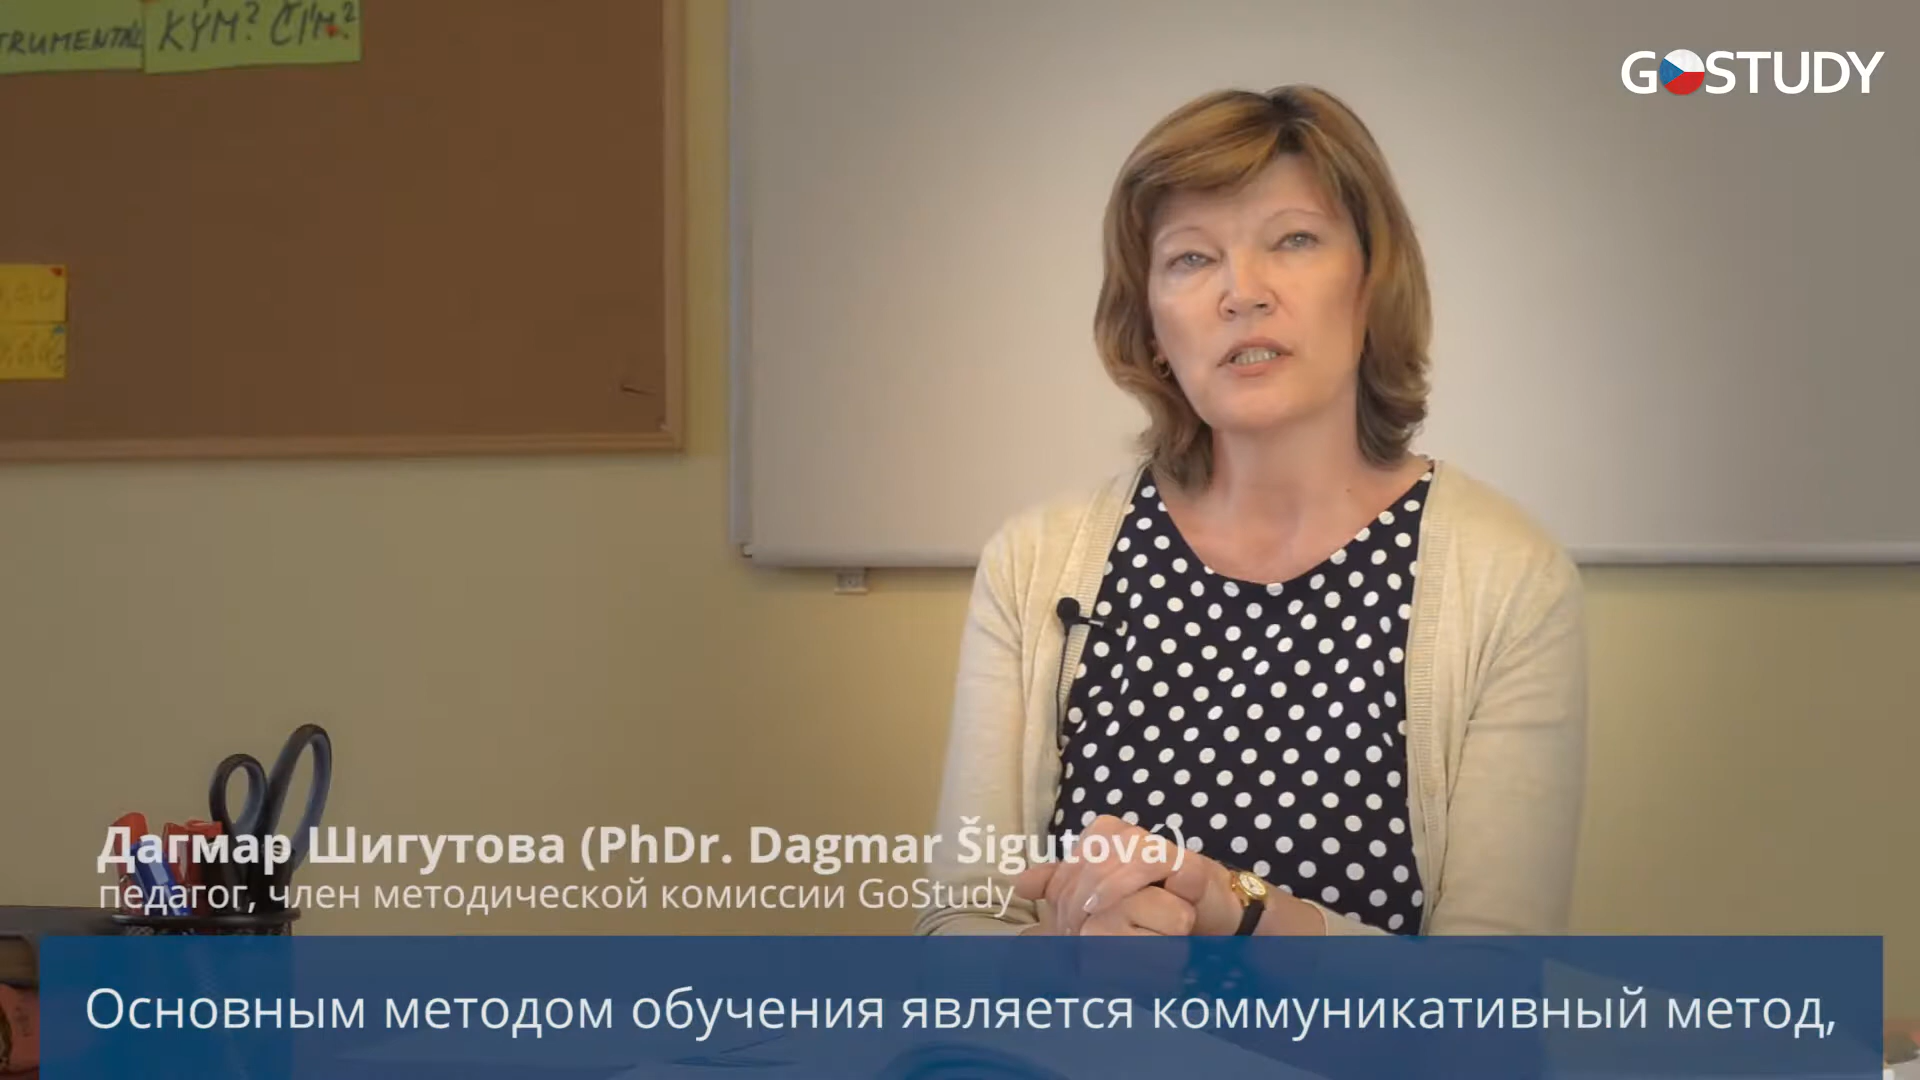 KÝM? ČÍM?
GOSTUDY
Дагмар Шигутова (PhDr. Dagmar Šigutová)
педагог, член методической комиссии GoStudy
Основным методом обучения является коммуникативный метод,